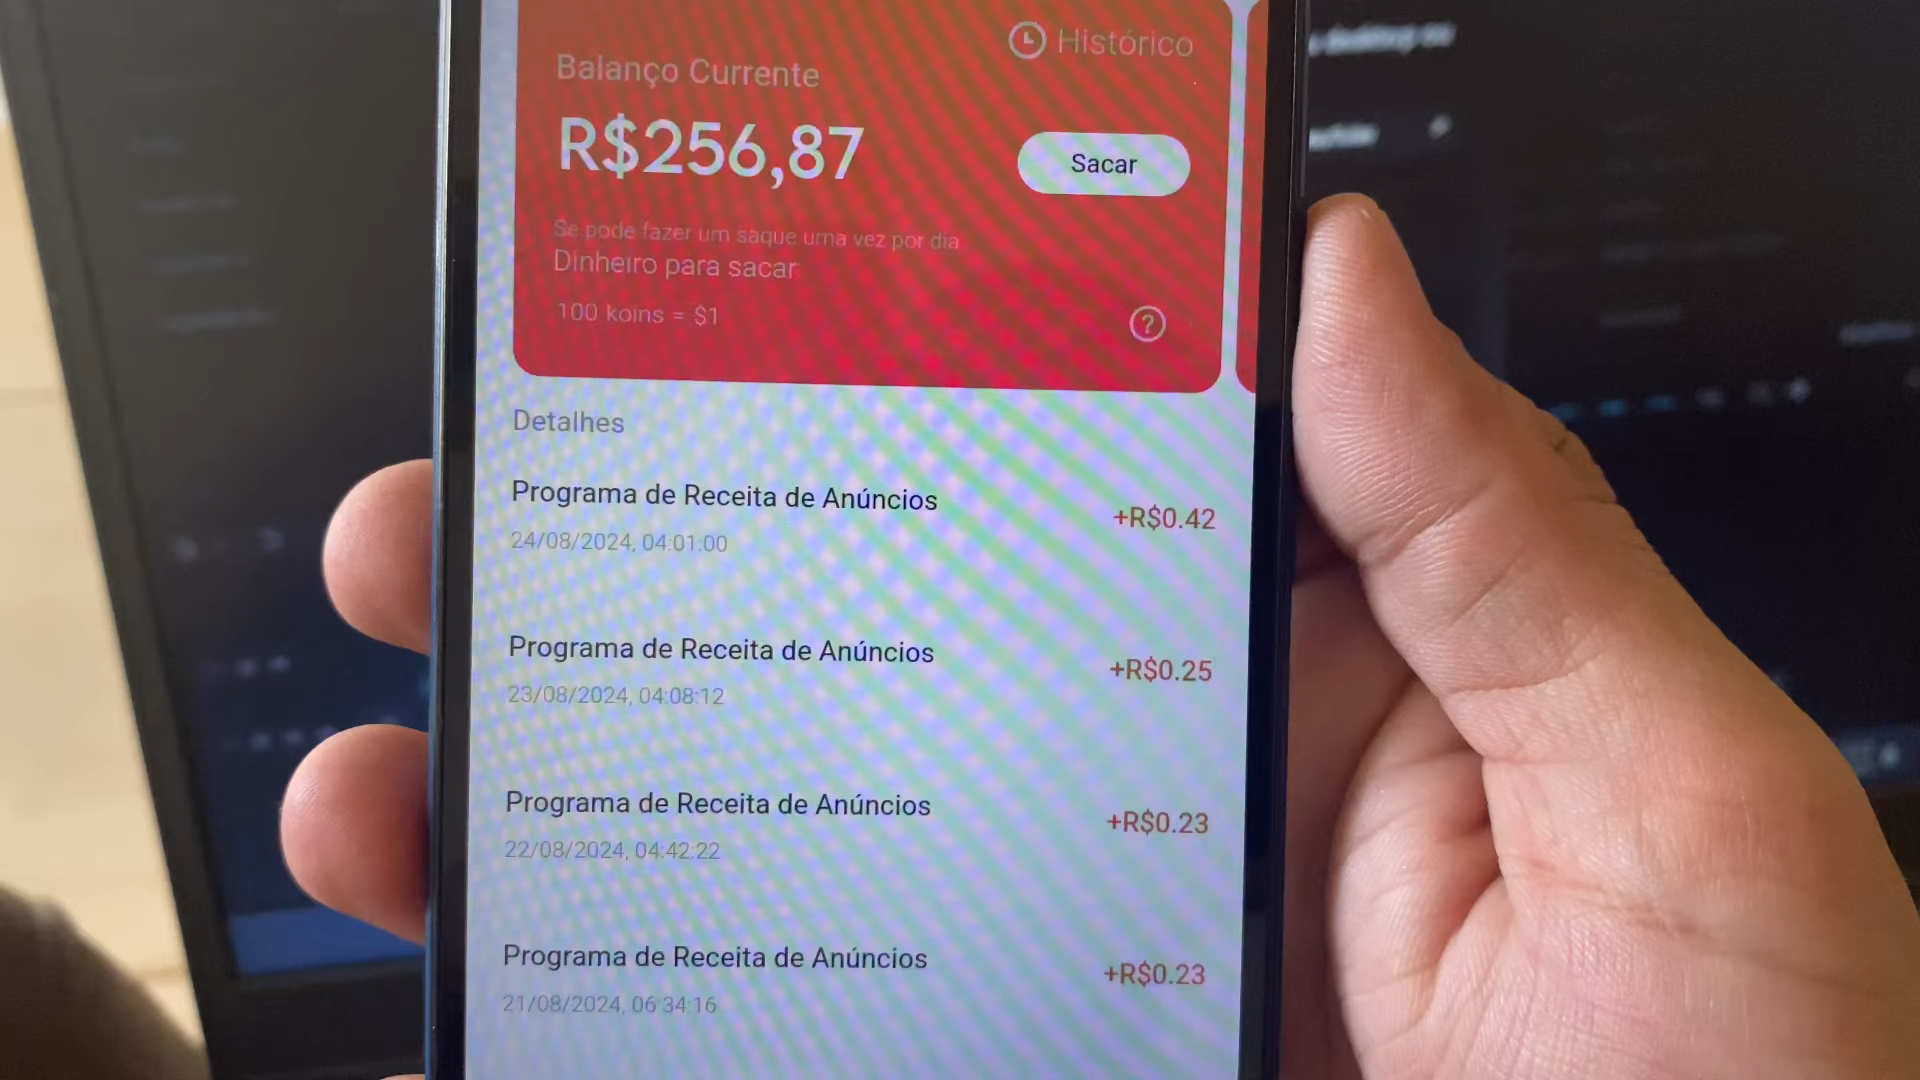 Histórico
Balanço Currente
R$256,87
Sacar
Se pode fazer um saque uma vez por dia
Dinheiro para sacar
100 koins = $1
?
Detalhes
Programa de Receita de Anúncios
+R$0.42
24/08/2024, 04:01:00
Programa de Receita de Anúncios
+R$0.25
23/08/2024, 04:08:12
Programa de Receita de Anúncios
+R$0.23
22/08/2024, 04:42:22
Programa de Receita de Anúncios
+R$0.23
21/08/2024, 06:34:16